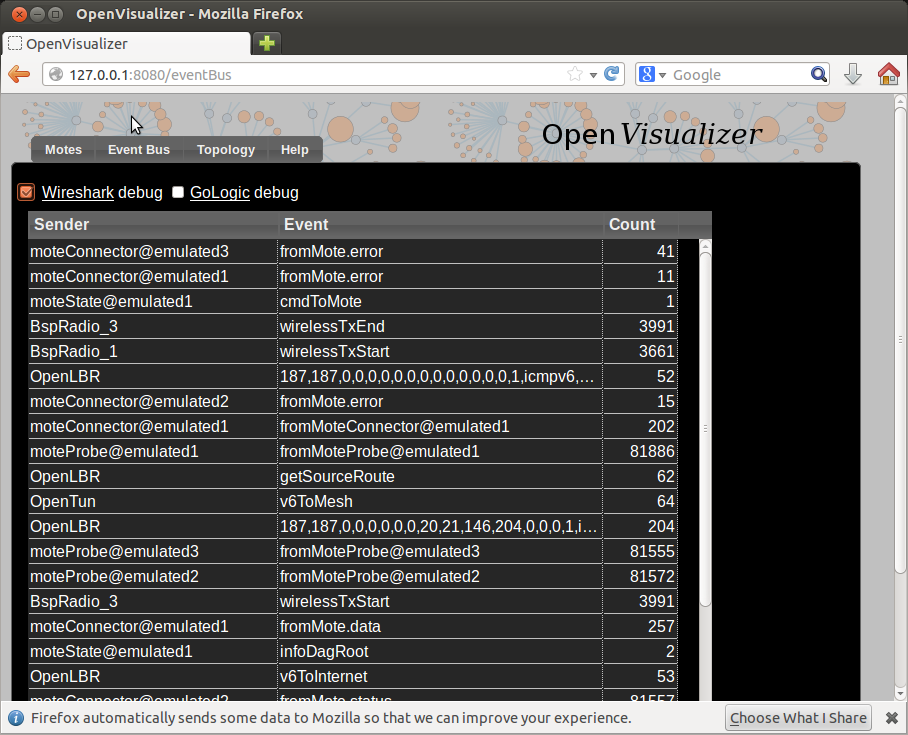 OpenVisualizer - Mozilla Firefox
OpenVisualizer
127.0.0.1:8080/eventBus
Google
OpenVisualizer
Motes Event Bus Topology Help
Wireshark debug GoLogic debug
Sender Event Count
moteConnector@emulated3 fromMote.error 41
moteConnector@emulated1 fromMote.error 11
moteState@emulated1 cmdToMote 1
BspRadio_3 wirelessTxEnd 3991
BspRadio_1 wirelessTxStart 3661
OpenLBR 187,187,0,0,0,0,0,0,0,0,0,0,0,0,0,1,icmpv6,... 52
moteConnector@emulated2 fromMote.error 15
moteConnector@emulated1 fromMoteConnector@emulated1 202
moteProbe@emulated1 fromMoteProbe@emulated1 81886
OpenLBR getSourceRoute 62
OpenTun v6ToMesh 64
OpenLBR 187,187,0,0,0,0,0,0,20,21,146,204,0,0,0,1,i... 204
moteProbe@emulated3 fromMoteProbe@emulated3 81555
moteProbe@emulated2 fromMoteProbe@emulated2 81572
BspRadio_3 wirelessTxStart 3991
moteConnector@emulated1 fromMote.data 257
moteState@emulated1 infoDagRoot 2
OpenLBR v6ToInternet 53
moteConnector@emulated2 fromMote.status 81557
Firefox automatically sends some data to Mozilla so that we can improve your experience. Choose What I Share